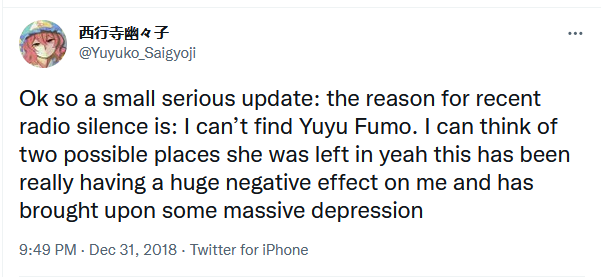 西行寺幽々子
@Yuyuko_Saigyoji
Ok so a small serious update: the reason for recent
radio silence is: I can’t find Yuyu Fumo. I can think of
two possible places she was left in yeah this has been
really having a huge negative effect on me and has
brought upon some massive depression
9:49 PM · Dec 31, 2018 · Twitter for iPhone